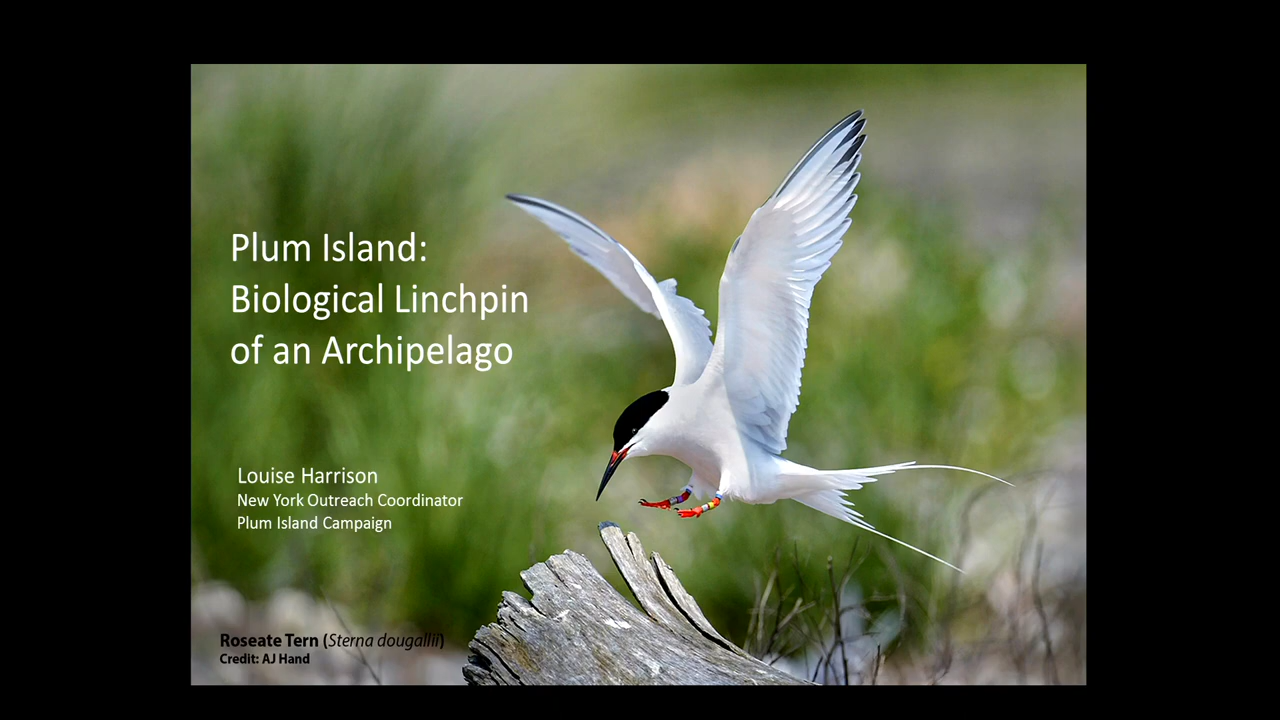 Plum Island:
Biological Linchpin
of an Archipelago
Louise Harrison
New York Outreach Coordinator
Plum Island Campaign
Roseate Tern (Sterna dougallii)
Credit: AJ Hand